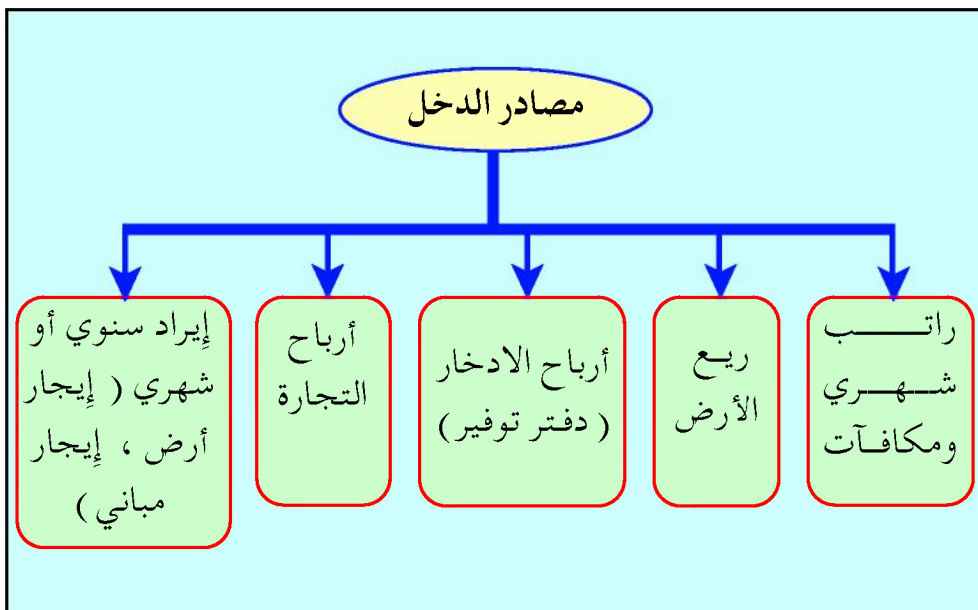 مصادر الدخل
راتب
شهري
ومكافآت
ريع
الأرض
أرباح الادخار
(دفتر توفير)
أرباح
التجارة
إيراد سنوي أو
شهري (إيجار
أرض ، إيجار
مباني)